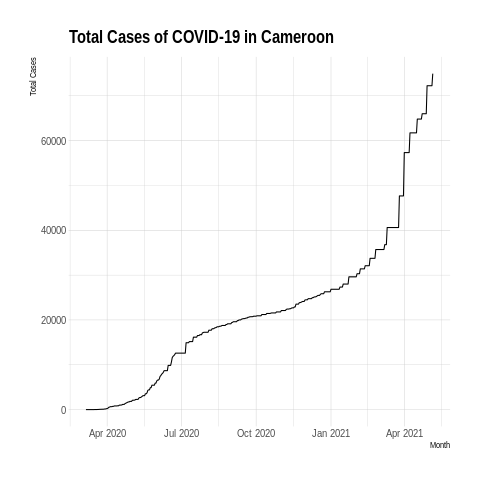 Total Cases of COVID-19 in Cameroon
Total Cases
60000
40000
20000
0
Apr 2020 Jul 2020 Oct 2020 Jan 2021 Apr 2021
Month